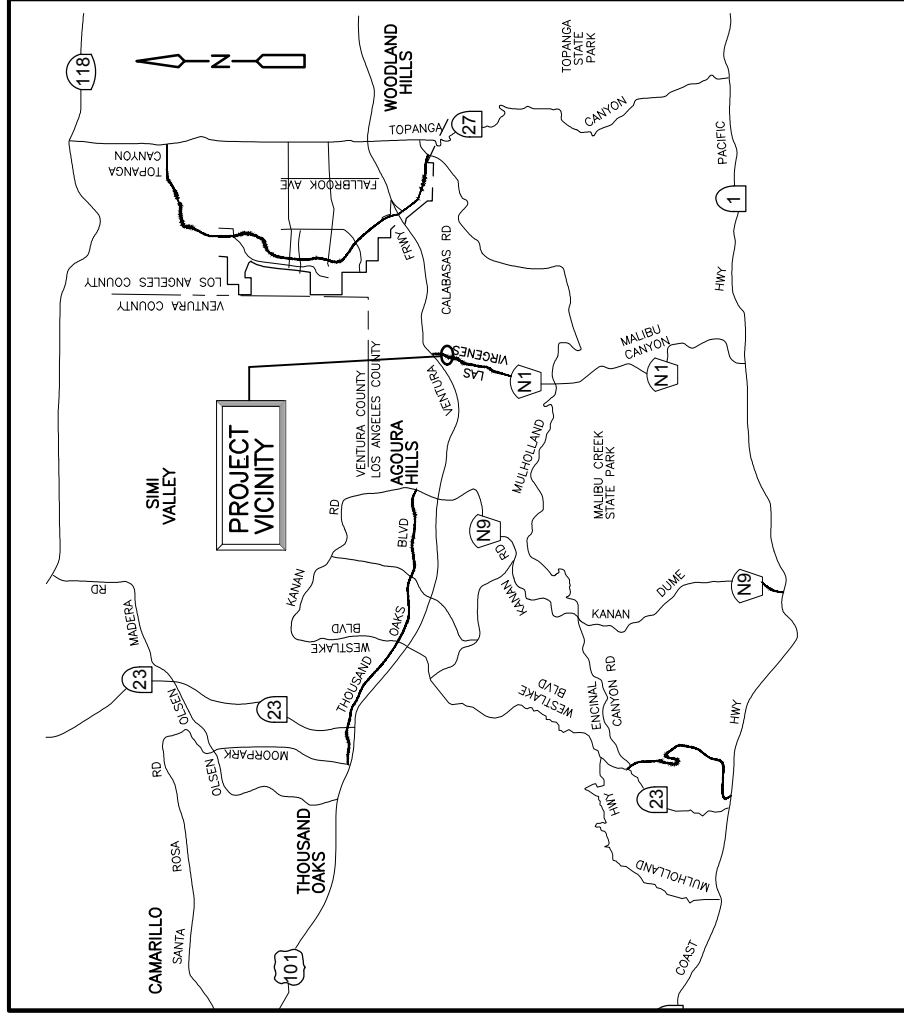 118
N
WOODLAND
HILLS
TOPANGA
STATE
PARK
TOPANGA
CANYON
FALLBROOK AVE
TOPANGA
27
CANYON
PACIFIC
1
HWY
LOS ANGELES COUNTY
VENTURA COUNTY
FRWY
CALABASAS RD
VENTURA
LAS
VIRGENES
N1
MALIBU
CANYON
N1
PROJECT
VICINITY
SIMI
VALLEY
VENTURA COUNTY
LOS ANGELES COUNTY
AGOURA
HILLS
MULHOLLAND
MALIBU CREEK
STATE PARK
RD
KANAN
BLVD
OAKS
THOUSAND
WESTLAKE
BLVD
N9
RD
KANAN
KANAN
DUME
N9
RD
MADERA
OLSEN
23
23
MOORPARK
OLSEN
RD
ROSA
SANTA
CAMARILLO
THOUSAND
OAKS
101
WESTLAKE
BLVD
ENCINAL
CANYON RD
HWY
23
HWY
MULHOLLAND
COAST